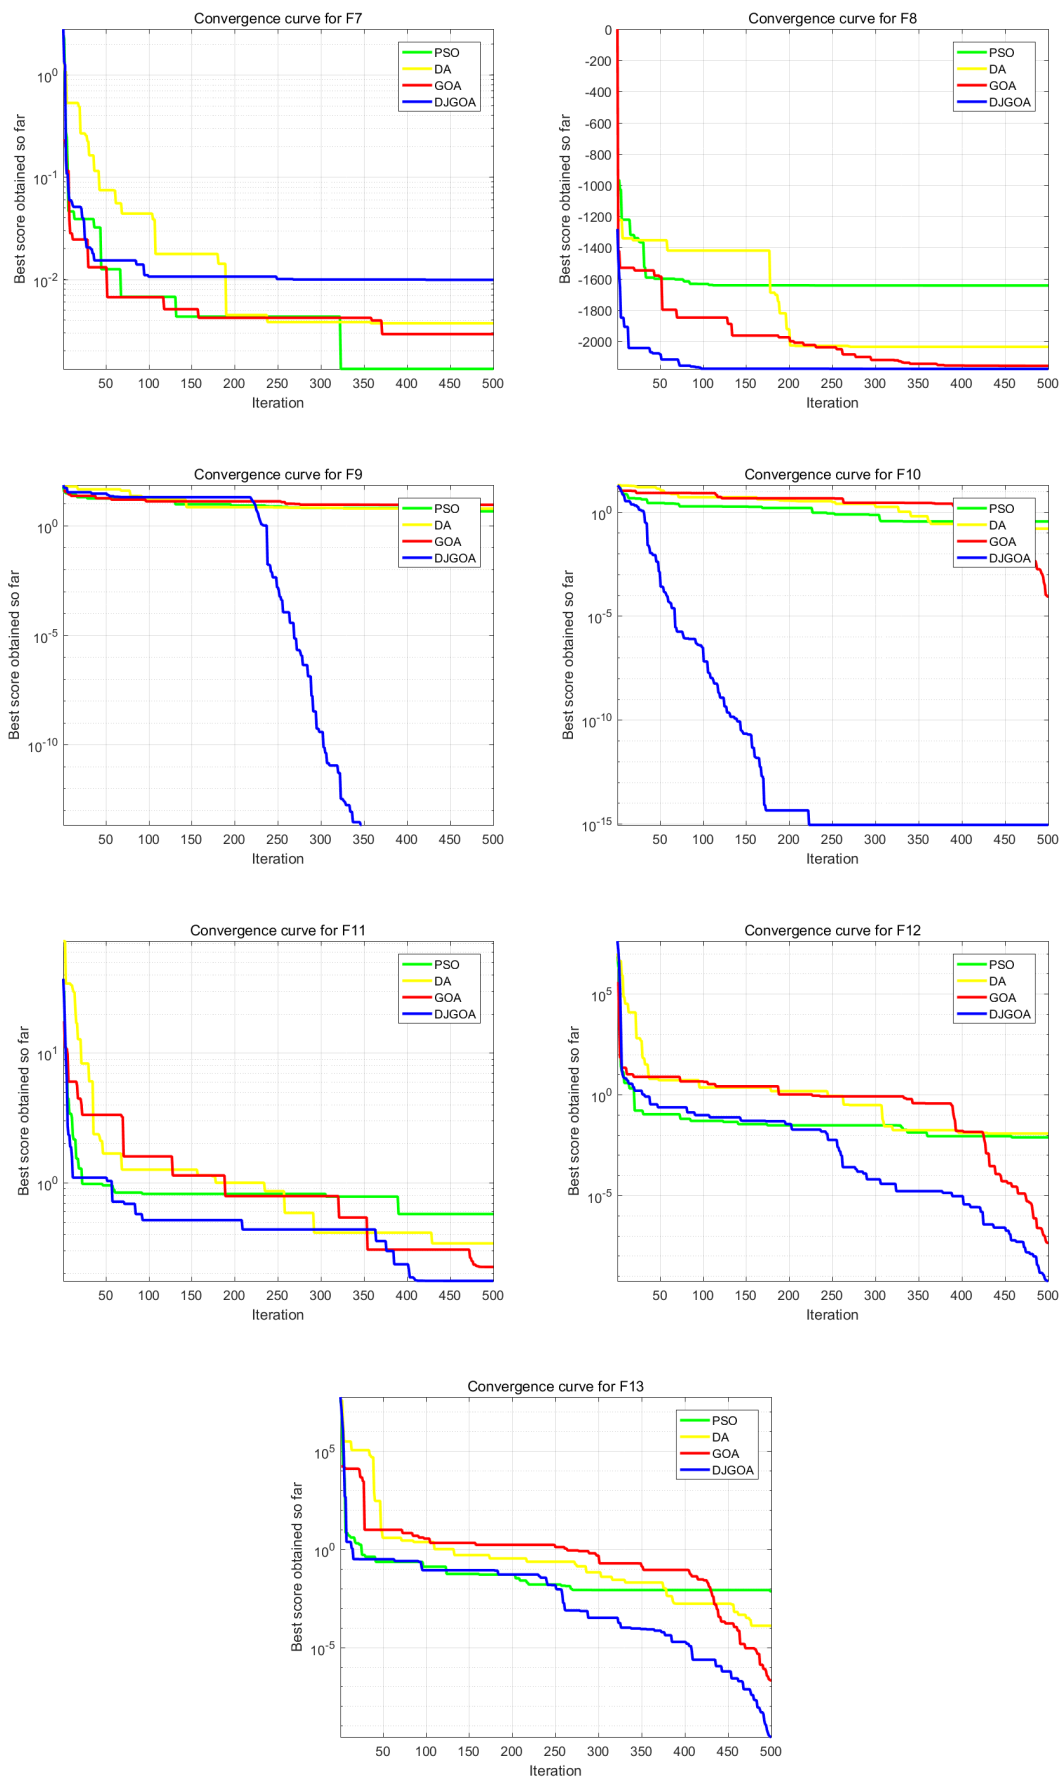 Convergence curve for F7
Best score obtained so far
10^0
10^-1
10^-2
50 100 150 200 250 300 350 400 450 500
Iteration
PSO
DA
GOA
DJGOA
Convergence curve for F8
Best score obtained so far
0
-200
-400
-600
-800
-1000
-1200
-1400
-1600
-1800
-2000
50 100 150 200 250 300 350 400 450 500
Iteration
PSO
DA
GOA
DJGOA
Convergence curve for F9
Best score obtained so far
10^0
10^-5
10^-10
50 100 150 200 250 300 350 400 450 500
Iteration
PSO
DA
GOA
DJGOA
Convergence curve for F10
Best score obtained so far
10^0
10^-5
10^-10
10^-15
50 100 150 200 250 300 350 400 450 500
Iteration
PSO
DA
GOA
DJGOA
Convergence curve for F11
Best score obtained so far
10^1
10^0
50 100 150 200 250 300 350 400 450 500
Iteration
PSO
DA
GOA
DJGOA
Convergence curve for F12
Best score obtained so far
10^5
10^0
10^-5
50 100 150 200 250 300 350 400 450 500
Iteration
PSO
DA
GOA
DJGOA
Convergence curve for F13
Best score obtained so far
10^5
10^0
10^-5
50 100 150 200 250 300 350 400 450 500
Iteration
PSO
DA
GOA
DJGOA